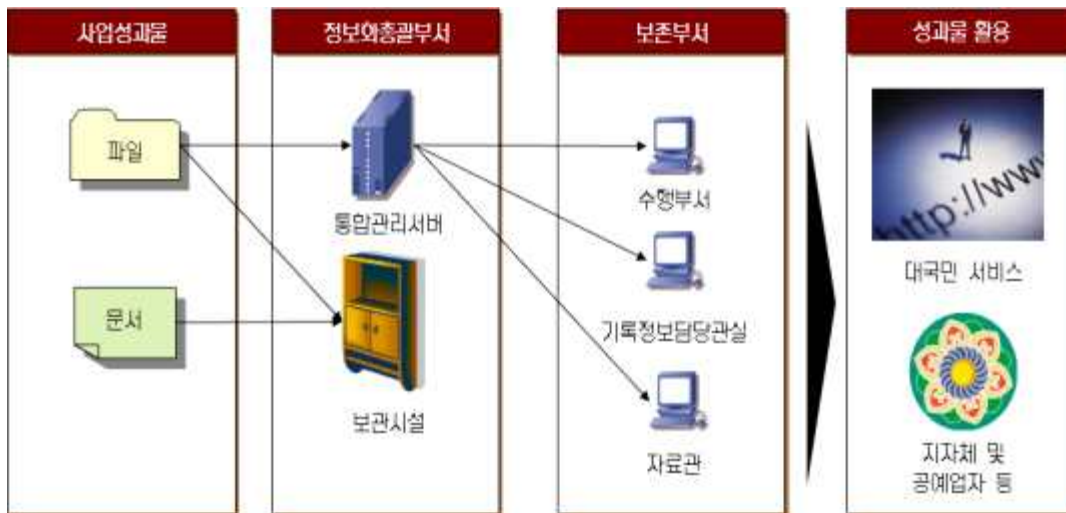 사업성과물
정보화총괄부서
보존부서
성과물 활용
파일
문서
통합관리서버
보관시설
수행부서
기록정보담당관실
자료관
http://www
대국민 서비스
지자체 및
공예업자 등